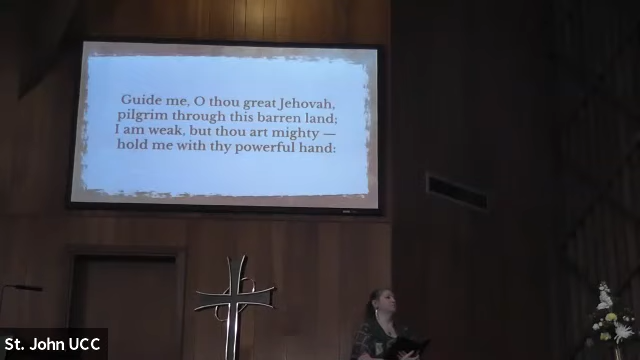 Guide me, O thou great Jehovah,
pilgrim through this barren land;
I am weak, but thou art mighty —
hold me with thy powerful hand:
St. John UCC